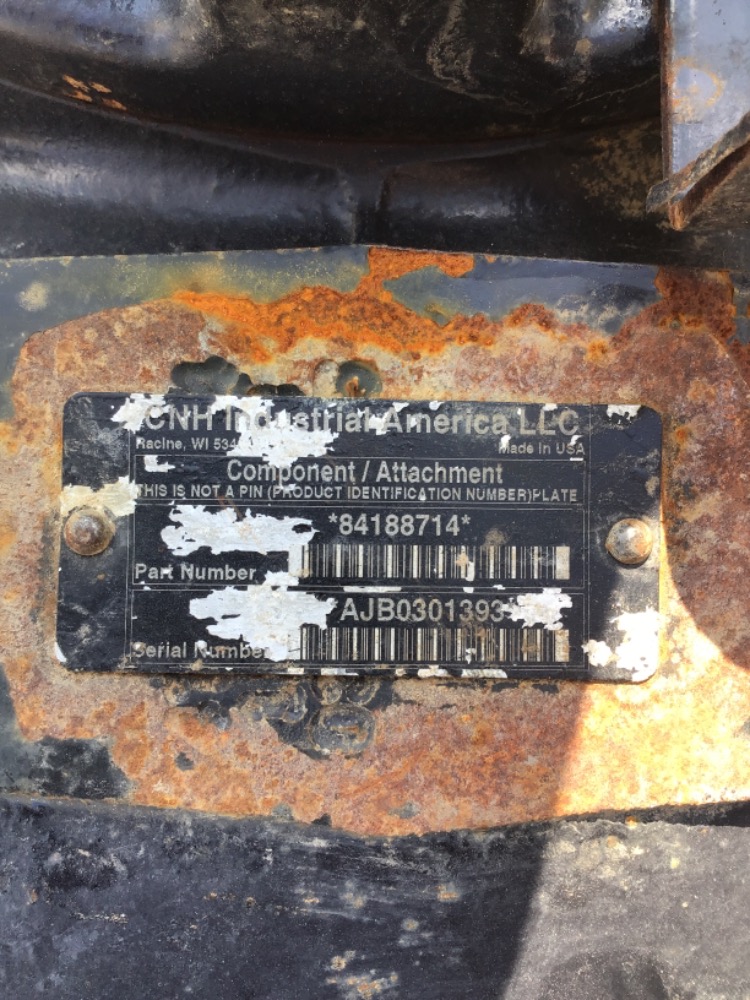 CNH Industrial America LLC
Racine, WI Made in USA
Component / Attachment
THIS IS NOT A PIN (PRODUCT IDENTIFICATION NUMBER)PLATE
*84188714*
Part Number
AJB0301393
Serial Number